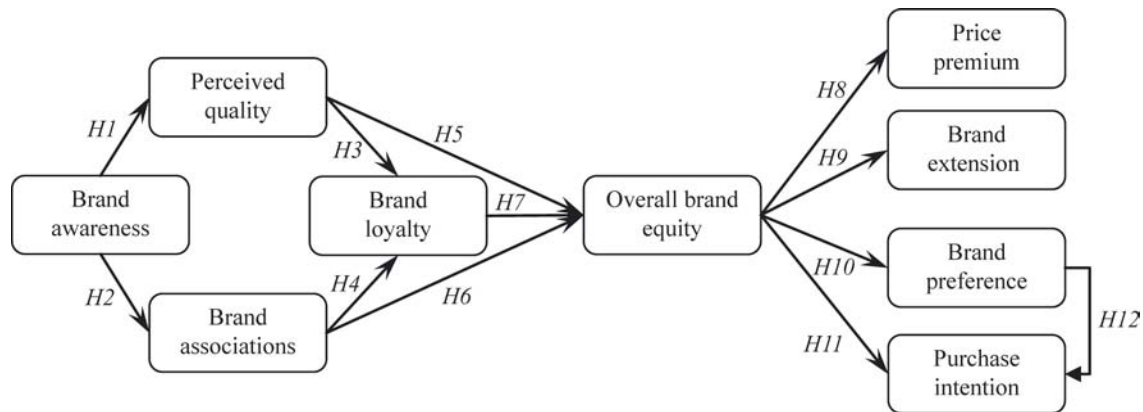 Price
premium
H8
Perceived
quality
H1
H5
H3
H9
Brand
extension
Brand
awareness
Brand
loyalty
H7
Overall brand
equity
H2
H4
H6
H10
Brand
preference
Brand
associations
H11
H12
Purchase
intention